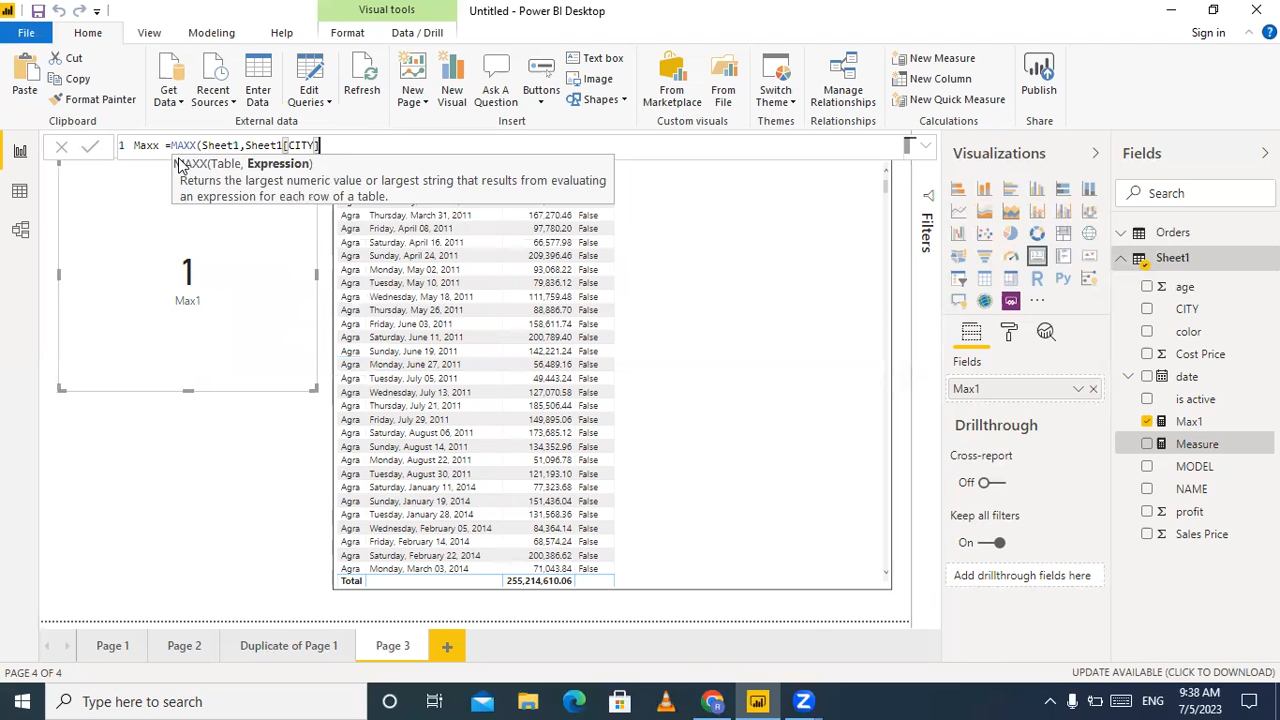 Visual tools
Untitled - Power BI Desktop
File
Home
View
Modeling
Help
Format
Data / Drill
Sign in
Paste
Cut
Copy
Format Painter
Clipboard
Get Data
Recent Sources
Enter Data
Edit Queries
Refresh
External data
New Page
New Visual
Ask A Question
Buttons
Text box
Image
Shapes
Insert
From Marketplace
From File
Custom visuals
Switch Theme
Themes
Manage Relationships
Relationships
New Measure
New Column
New Quick Measure
Calculations
Publish
Share
1 Maxx =MAXX(Sheet1,Sheet1[CITY]
MAXX(Table, Expression)
Returns the largest numeric value or largest string that results from evaluating
an expression for each row of a table.
1
Max1
Agra Thursday, March 31, 2011 167,270.46 False
Agra Friday, April 08, 2011 97,780.20 False
Agra Saturday, April 16, 2011 66,577.98 False
Agra Sunday, April 24, 2011 209,396.46 False
Agra Monday, May 02, 2011 93,068.22 False
Agra Tuesday, May 10, 2011 79,836.12 False
Agra Wednesday, May 18, 2011 111,759.48 False
Agra Thursday, May 26, 2011 88,886.70 False
Agra Friday, June 03, 2011 158,611.74 False
Agra Saturday, June 11, 2011 200,789.40 False
Agra Sunday, June 19, 2011 142,221.24 False
Agra Monday, June 27, 2011 56,489.16 False
Agra Tuesday, July 05, 2011 49,443.24 False
Agra Wednesday, July 13, 2011 127,070.58 False
Agra Thursday, July 21, 2011 185,506.44 False
Agra Friday, July 29, 2011 149,895.06 False
Agra Saturday, August 06, 2011 173,685.12 False
Agra Sunday, August 14, 2011 134,352.96 False
Agra Monday, August 22, 2011 51,096.78 False
Agra Tuesday, August 30, 2011 121,193.10 False
Agra Saturday, January 11, 2014 77,323.68 False
Agra Sunday, January 19, 2014 151,436.04 False
Agra Tuesday, January 28, 2014 131,568.36 False
Agra Wednesday, February 05, 2014 84,364.14 False
Agra Friday, February 14, 2014 68,574.24 False
Agra Saturday, February 22, 2014 200,386.62 False
Agra Monday, March 03, 2014 71,043.84 False
Total 255,214,610.06
Filters
Visualizations
R
Py
Fields
Max1
Drillthrough
Cross-report
Off
Keep all filters
On
Add drillthrough fields here
Fields
Search
Orders
Sheet1
age
CITY
color
Cost Price
date
is active
Max1
Measure
MODEL
NAME
profit
Sales Price
Page 1
Page 2
Duplicate of Page 1
Page 3
PAGE 4 OF 4
UPDATE AVAILABLE (CLICK TO DOWNLOAD)
Type here to search
ENG
9:38 AM
7/5/2023